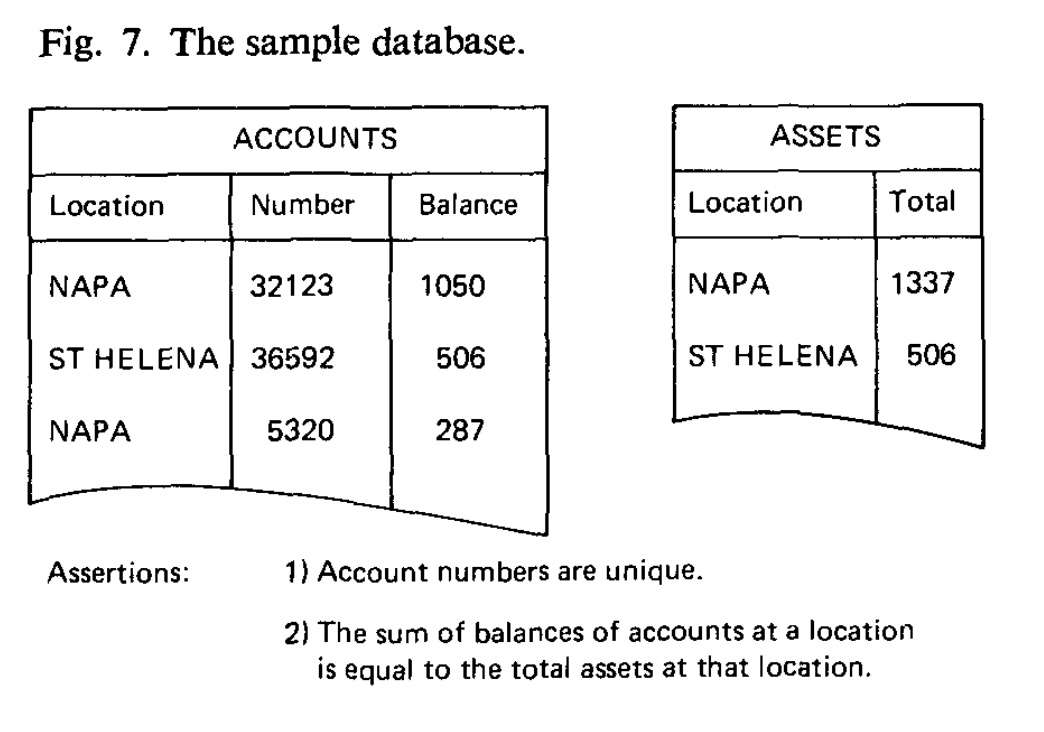 Fig. 7. The sample database.
ACCOUNTS
Location Number Balance
NAPA 32123 1050
ST HELENA 36592 506
NAPA 5320 287
ASSETS
Location Total
NAPA 1337
ST HELENA 506
Assertions: 1) Account numbers are unique.
2) The sum of balances of accounts at a location
is equal to the total assets at that location.